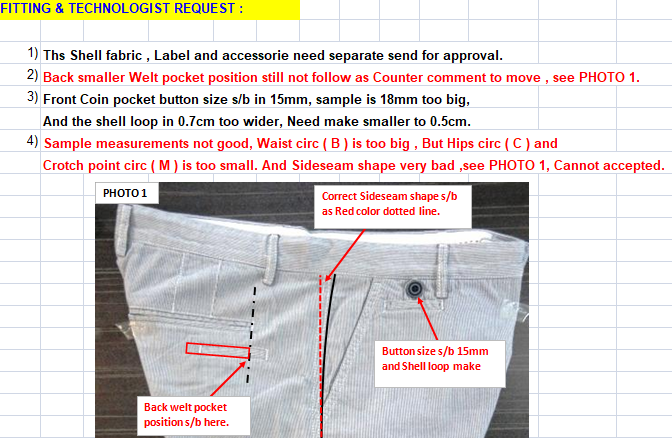 FITTING & TECHNOLOGIST REQUEST :
1) Ths Shell fabric , Label and accessorie need separate send for approval.
2) Back smaller Welt pocket position still not follow as Counter comment to move , see PHOTO 1.
3) Front Coin pocket button size s/b in 15mm, sample is 18mm too big,
And the shell loop in 0.7cm too wider, Need make smaller to 0.5cm.
4) Sample measurements not good, Waist circ ( B ) is too big , But Hips circ ( C ) and
Crotch point circ ( M ) is too small. And Sideseam shape very bad ,see PHOTO 1, Cannot accepted.
PHOTO 1
Correct Sideseam shape s/b
as Red color dotted line.
Button size s/b 15mm
and Shell loop make
Back welt pocket
position s/b here.